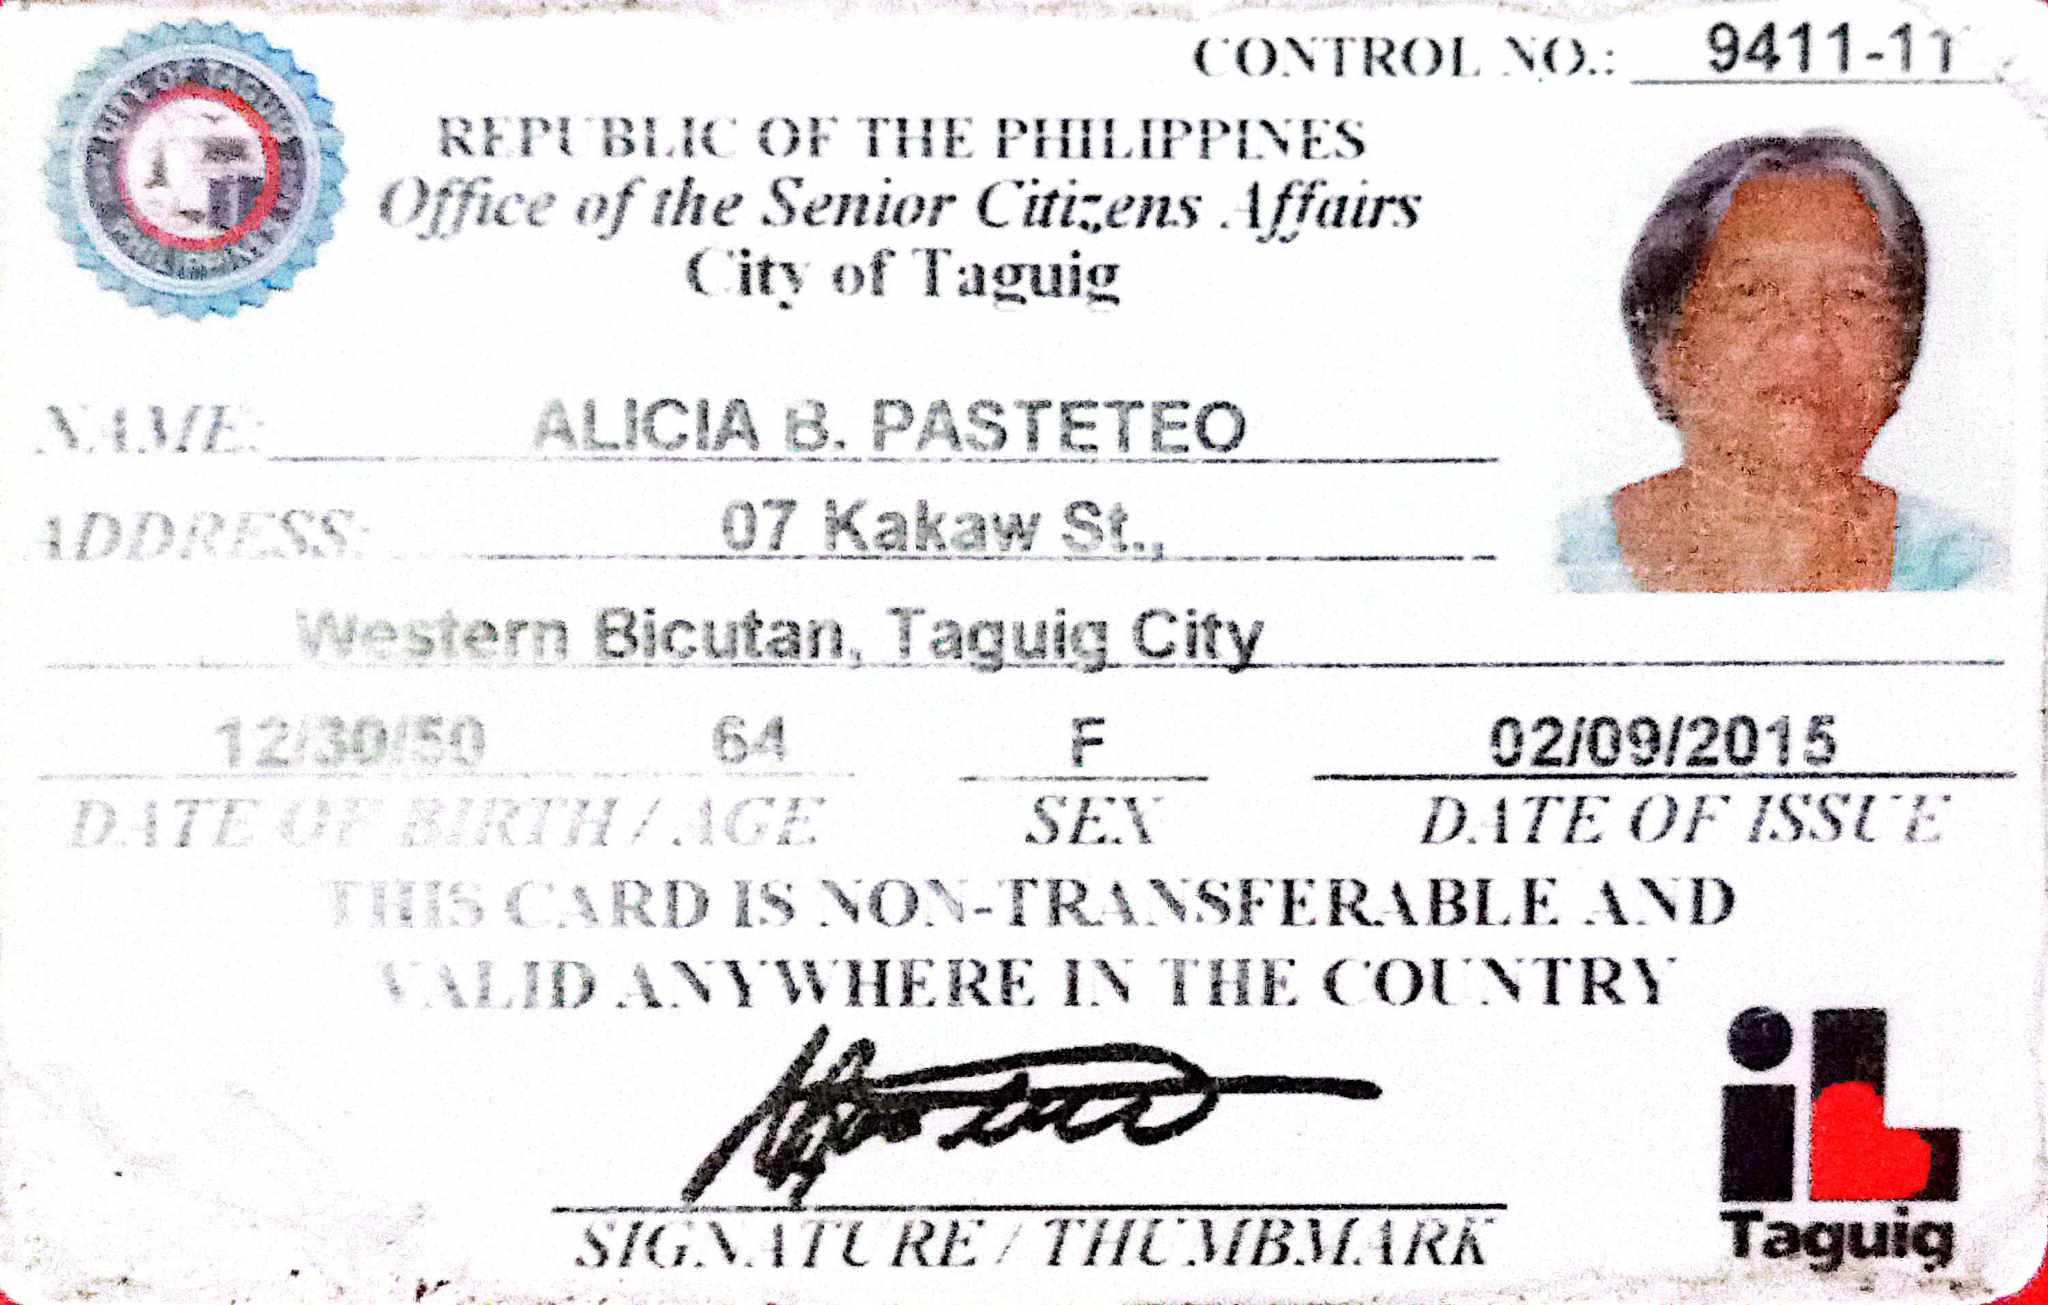 CONTROL NO.: 9411-11
REPUBLIC OF THE PHILIPPINES
Office of the Senior Citizens Affairs
City of Taguig
NAME: ALICIA B. PASTETEO
ADDRESS: 07 Kakaw St.,
Western Bicutan, Taguig City
12/30/50 64 F 02/09/2015
DATE OF BIRTH / AGE SEX DATE OF ISSUE
THIS CARD IS NON-TRANSFERABLE AND
VALID ANYWHERE IN THE COUNTRY
SIGNATURE / THUMBMARK
iL
Taguig